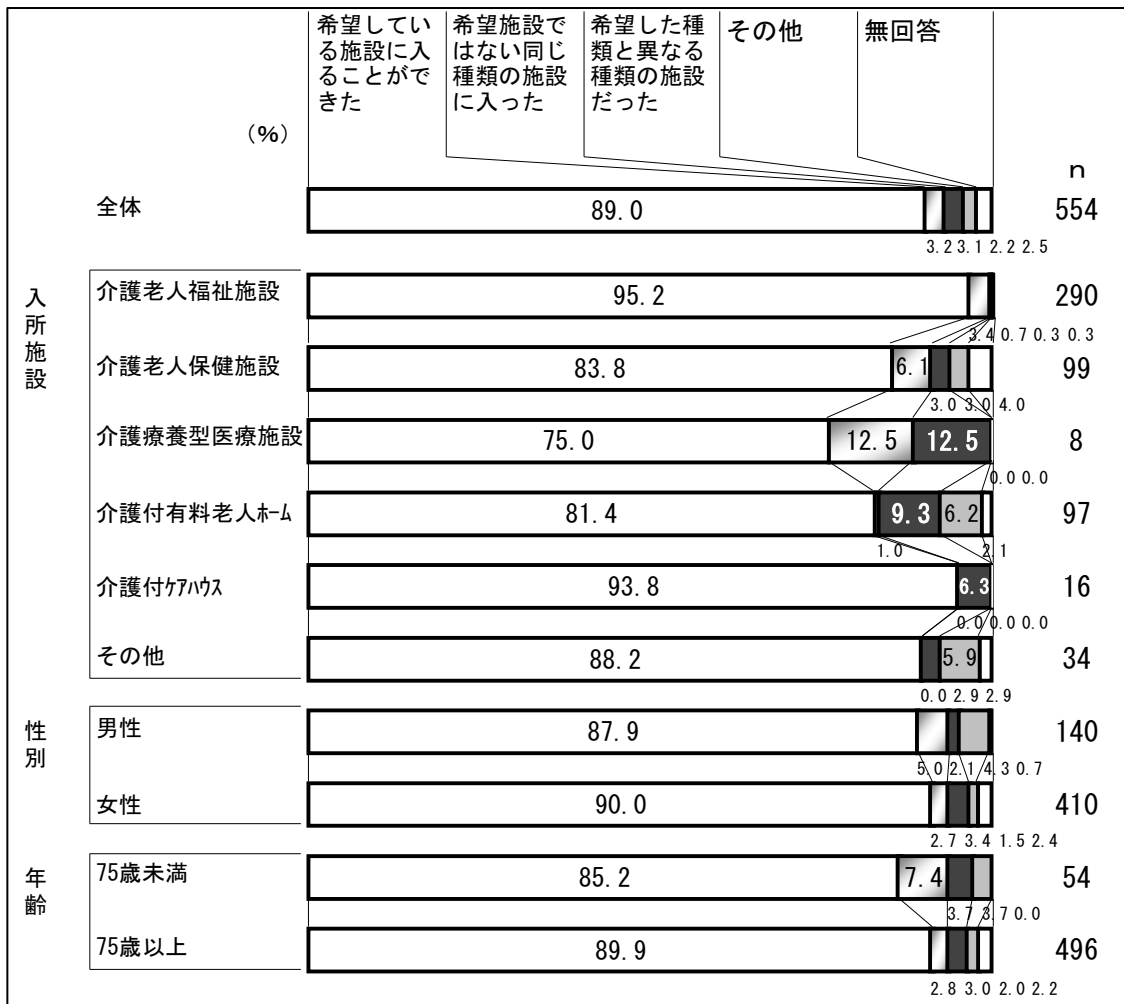 希望してい
る施設に入
ることがで
きた
希望施設で
はない同じ
種類の施設
に入った
希望した種
類と異なる
種類の施設
だった
その他
無回答
(%)
n
全体
89.0
554
3.2 3.1 2.2 2.5
入所施設
介護老人福祉施設
95.2
290
3.4 0.7 0.3 0.3
介護老人保健施設
83.8
6.1
99
3.0 3.0 4.0
介護療養型医療施設
75.0
12.5
12.5
8
0.0 0.0
介護付有料老人ﾎｰﾑ
81.4
9.3
6.2
97
1.0
2.1
介護付ｹｱﾊｳｽ
93.8
6.3
16
0.0 0.0 0.0
その他
88.2
5.9
34
0.0 2.9 2.9
性別
男性
87.9
140
5.0 2.1 4.3 0.7
女性
90.0
410
2.7 3.4 1.5 2.4
年齢
75歳未満
85.2
7.4
54
3.7 3.7 0.0
75歳以上
89.9
496
2.8 3.0 2.0 2.2